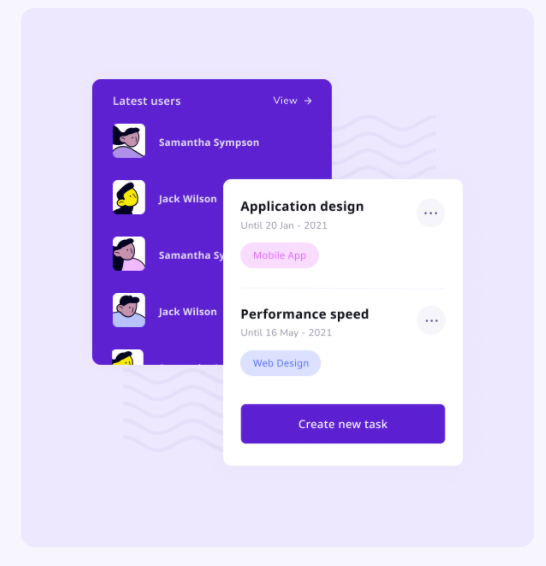 Latest users
View →
Samantha Sympson
Jack Wilson
Samantha Sy
Jack Wilson
Application design
Until 20 Jan - 2021
Mobile App
Performance speed
Until 16 May - 2021
Web Design
Create new task